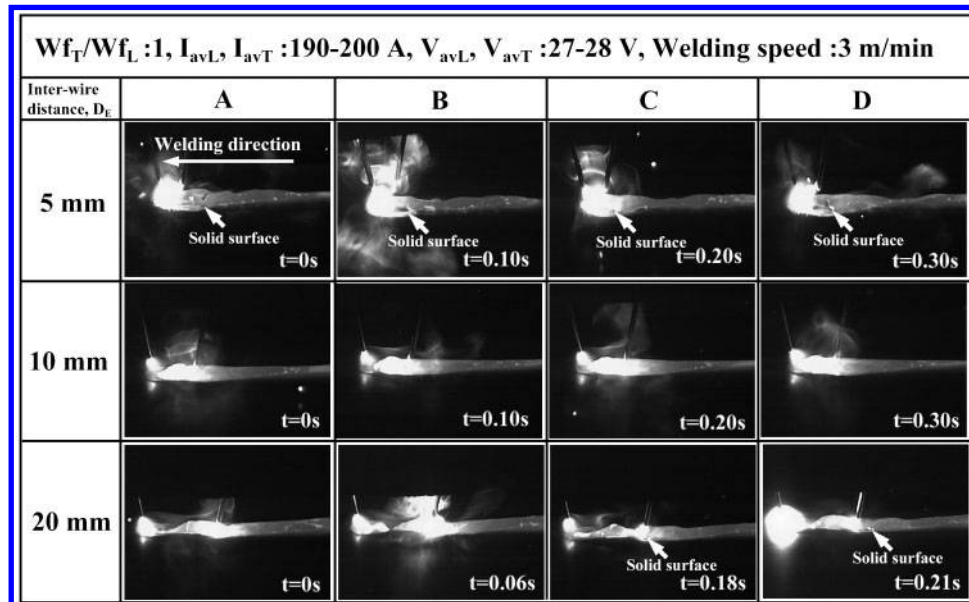 Wf_T/Wf_L :1, I_avL, I_avT :190-200 A, V_avL, V_avT :27-28 V, Welding speed :3 m/min
Inter-wire
distance, D_E
A
B
C
D
5 mm
Welding direction
Solid surface
t=0s
Solid surface
t=0.10s
Solid surface
t=0.20s
Solid surface
t=0.30s
10 mm
t=0s
t=0.10s
t=0.20s
t=0.30s
20 mm
t=0s
t=0.06s
Solid surface
t=0.18s
Solid surface
t=0.21s